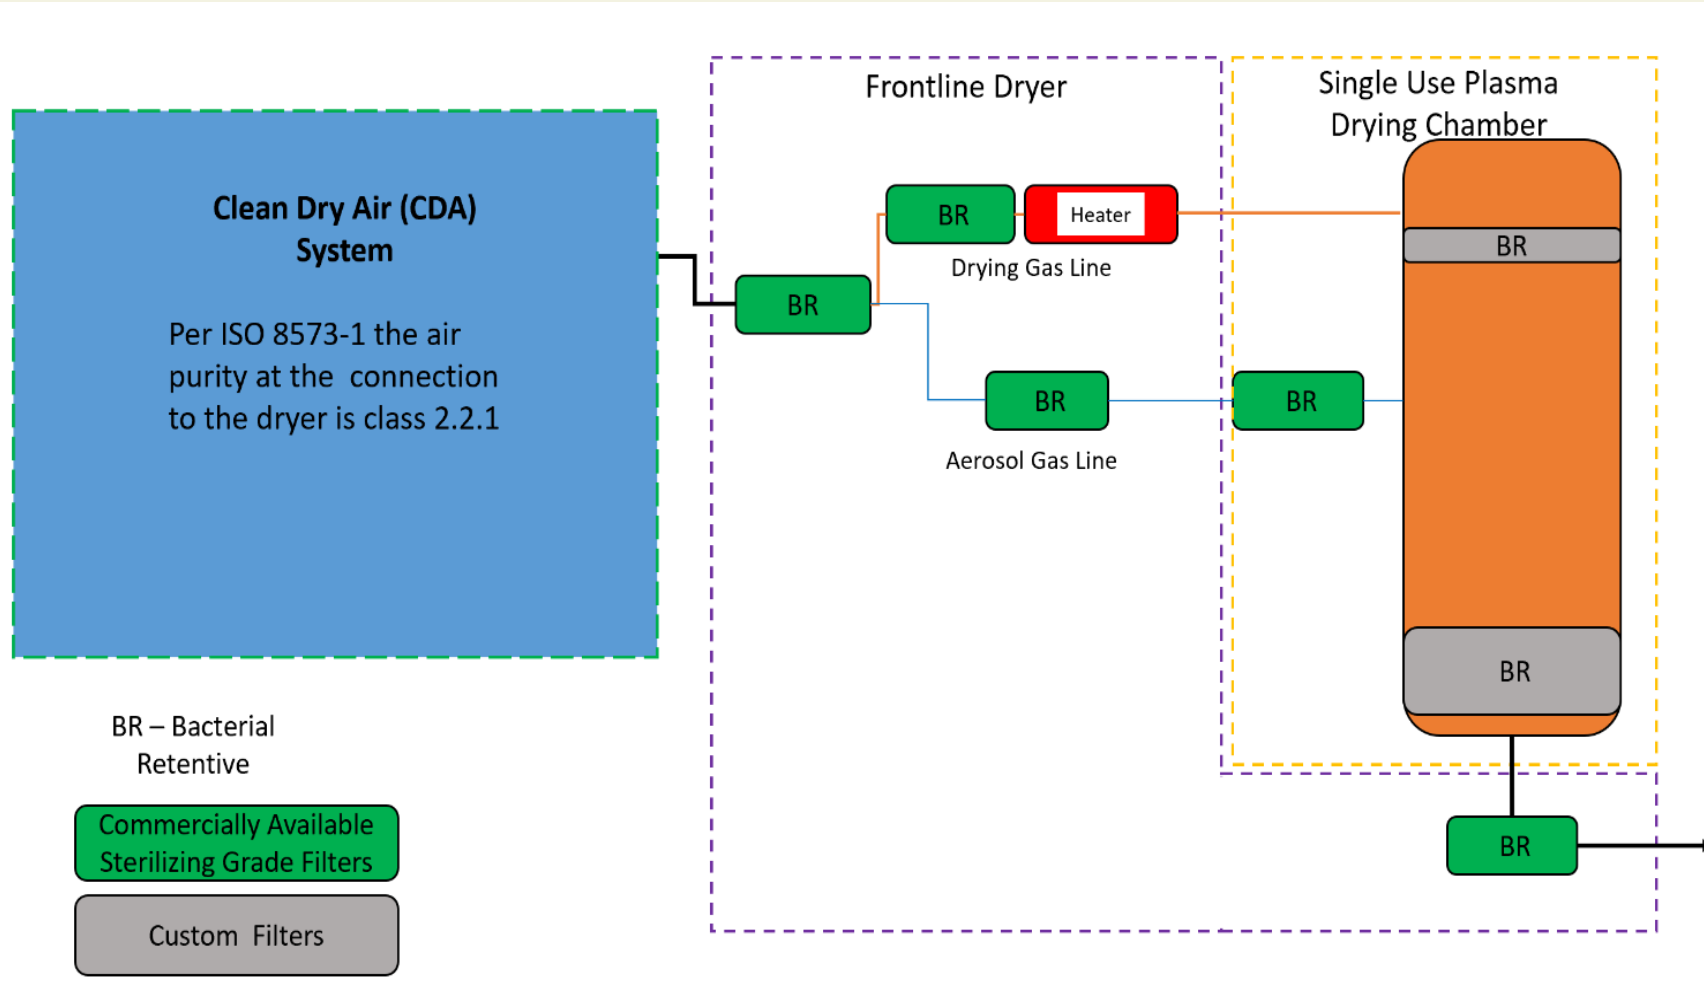 Frontline Dryer
Single Use Plasma
Drying Chamber
Clean Dry Air (CDA)
System
Per ISO 8573-1 the air
purity at the  connection
to the dryer is class 2.2.1
BR
Heater
Drying Gas Line
BR
BR
BR
Aerosol Gas Line
BR
BR
BR
BR
BR – Bacterial
Retentive
Commercially Available
Sterilizing Grade Filters
Custom  Filters